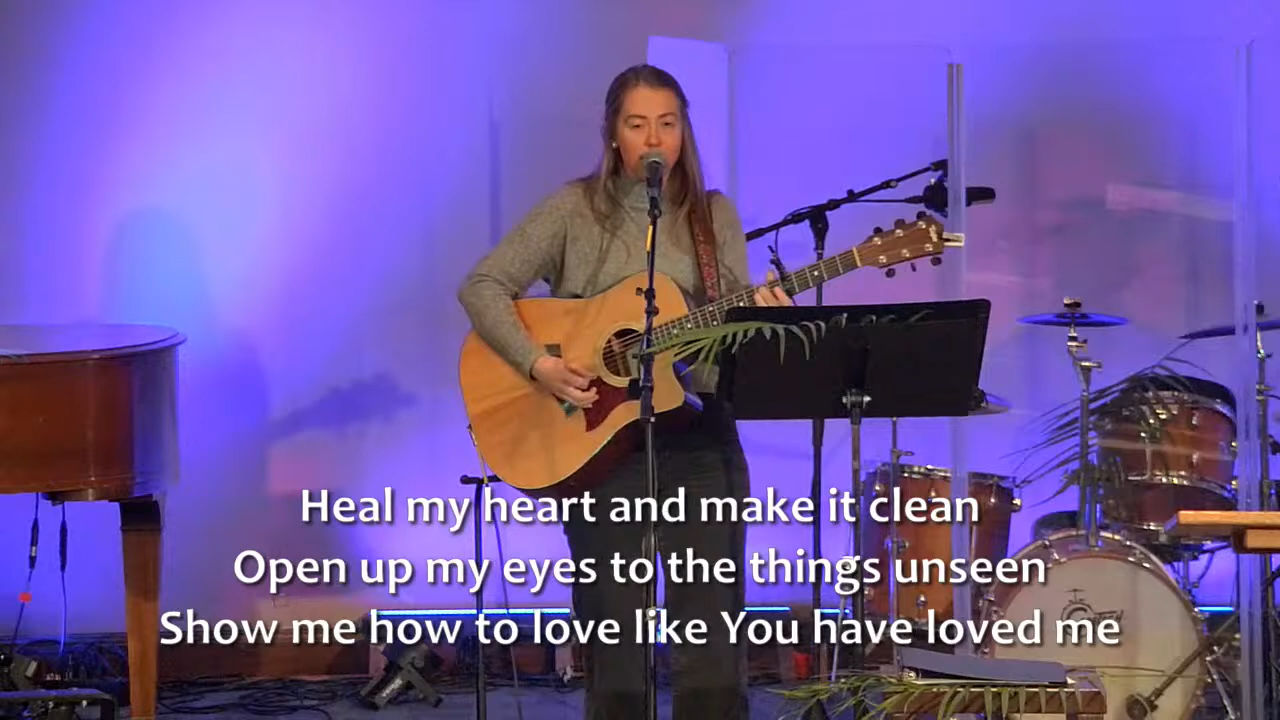 Heal my heart and make it clean
Open up my eyes to the things unseen
Show me how to love like You have loved me